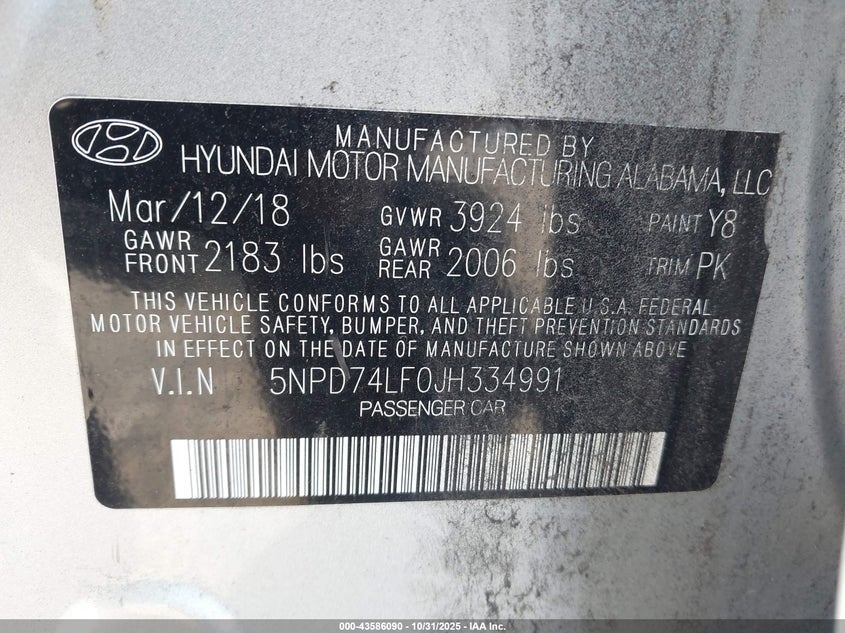 MANUFACTURED BY
HYUNDAI MOTOR MANUFACTURING ALABAMA, LLC
Mar/12/18 GVWR 3924 lbs PAINT Y8
GAWR FRONT 2183 lbs GAWR REAR 2006 lbs TRIM PK
THIS VEHICLE CONFORMS TO ALL APPLICABLE U.S.A. FEDERAL
MOTOR VEHICLE SAFETY, BUMPER, AND THEFT PREVENTION STANDARDS
IN EFFECT ON THE DATE OF MANUFACTURE SHOWN ABOVE
V.I.N 5NPD74LF0JH334991
PASSENGER CAR
000-43586090 - 10/31/2025 - IAA Inc.